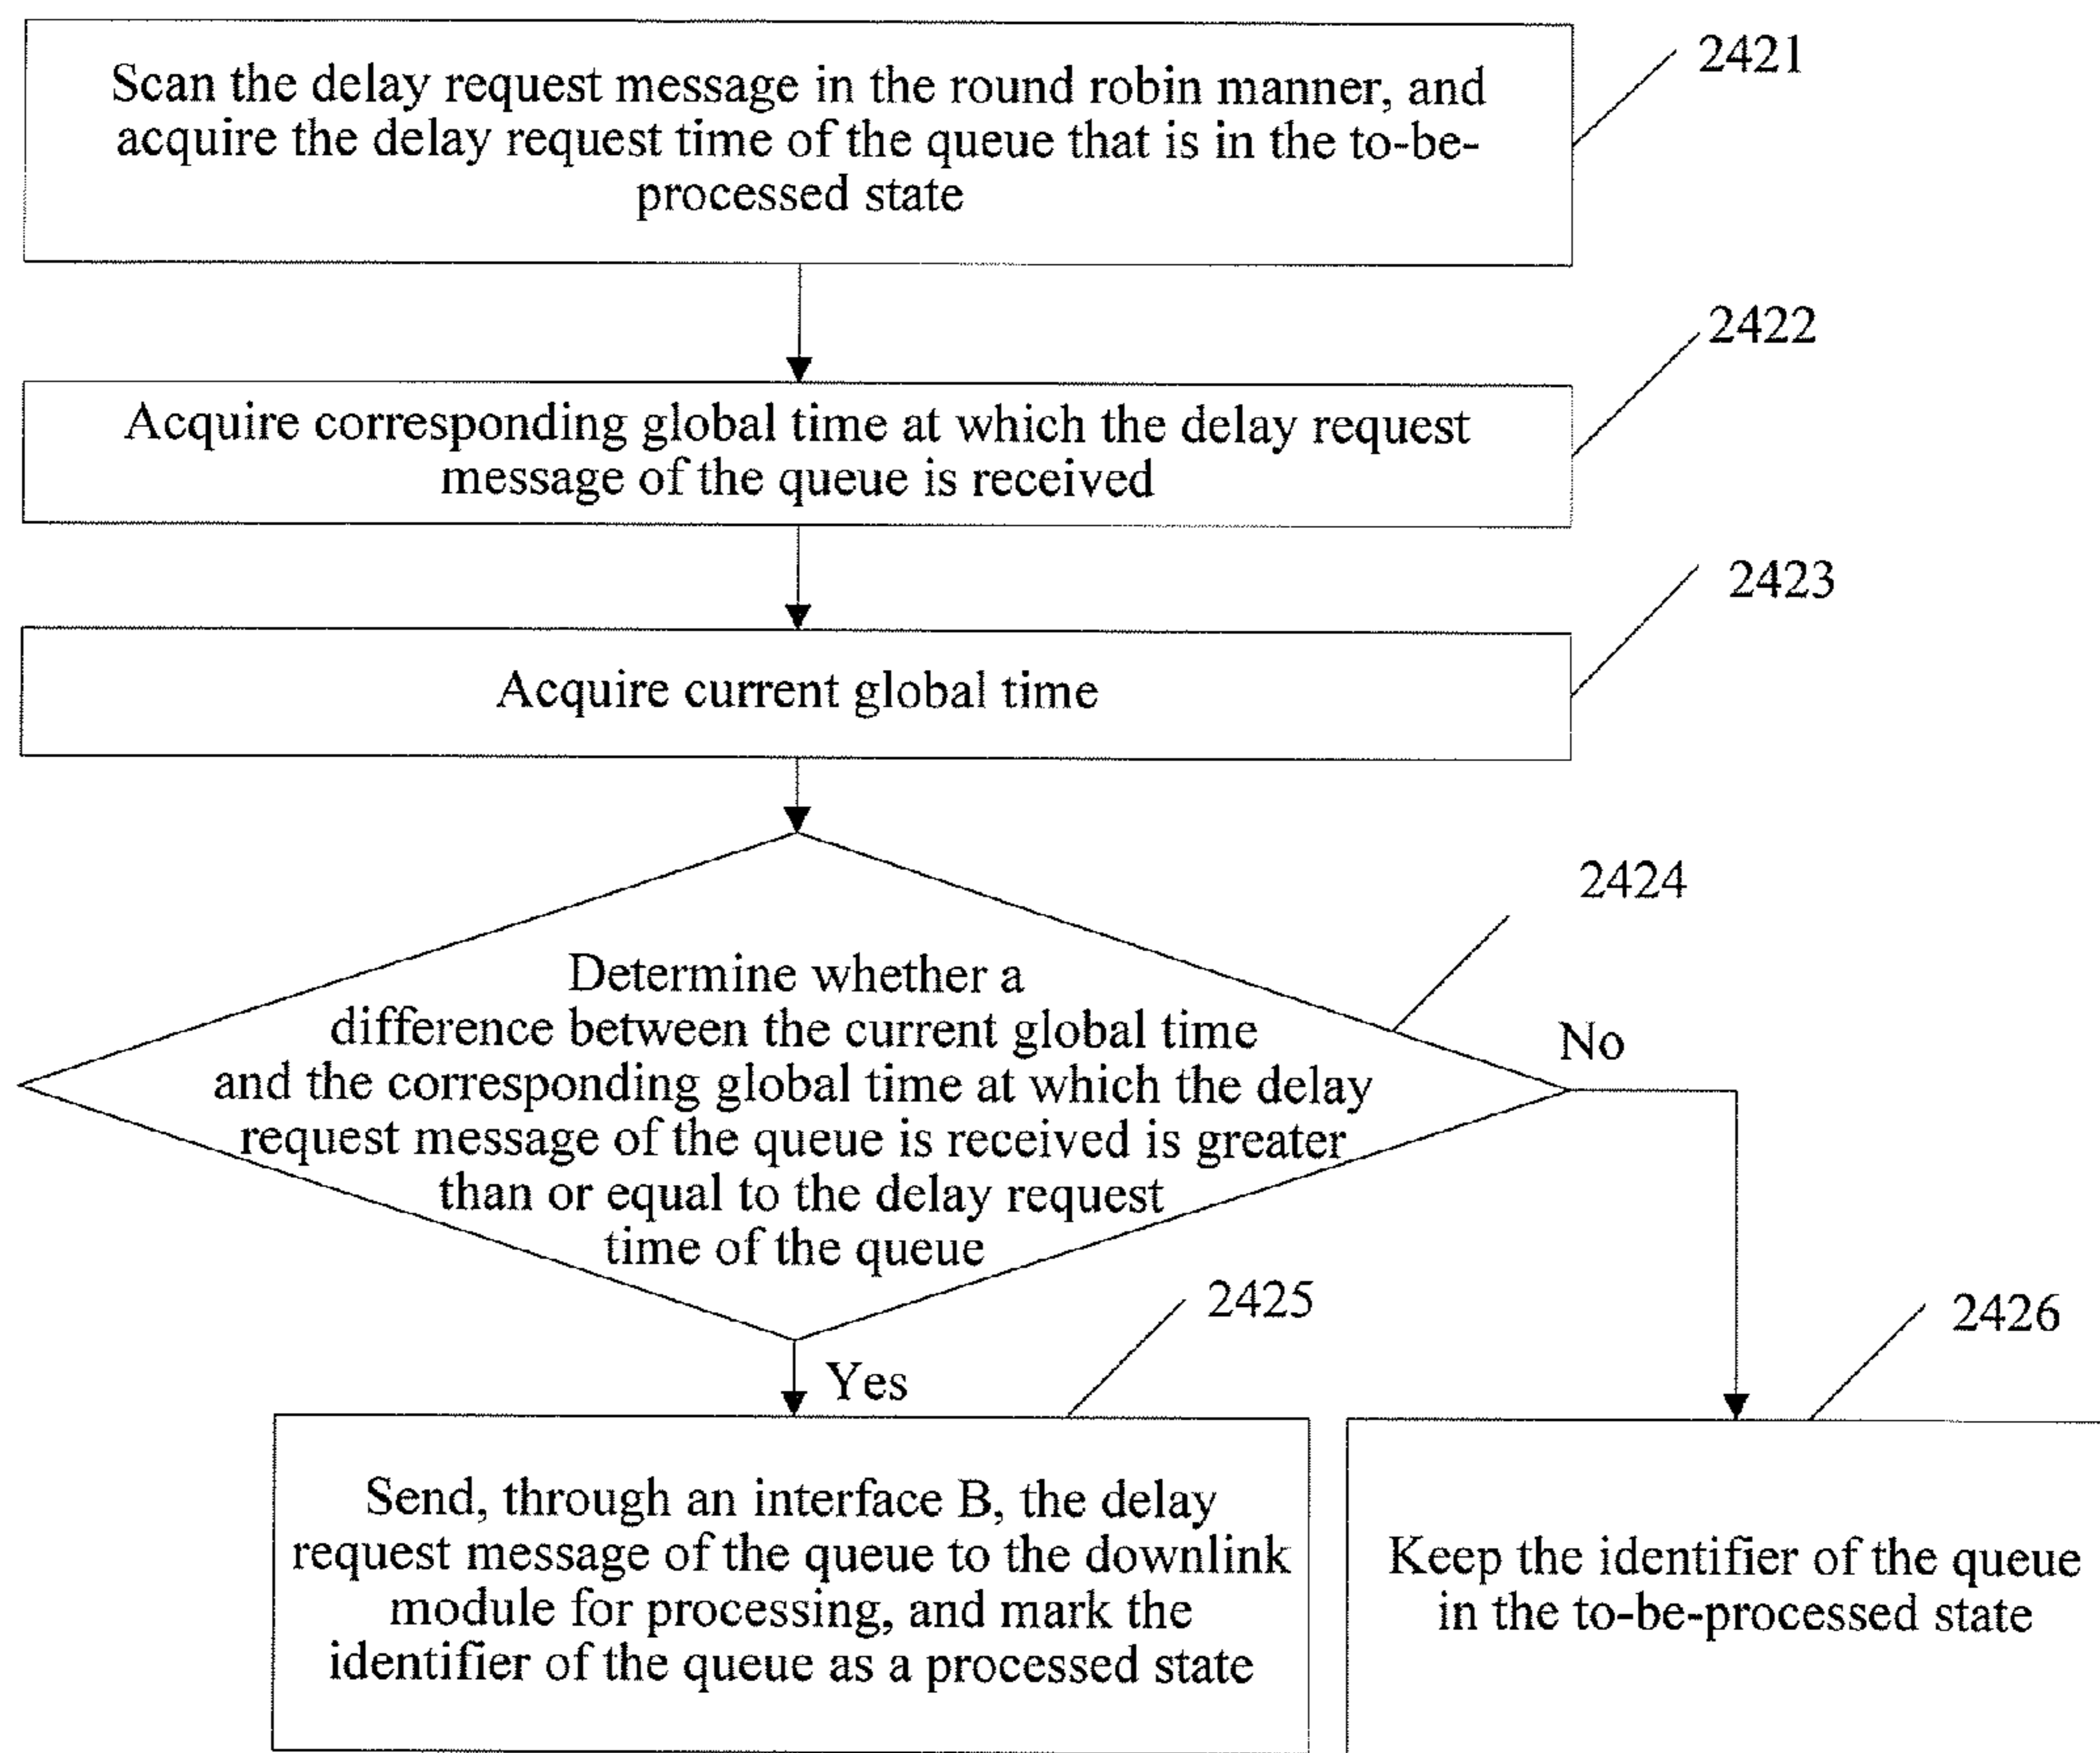 Scan the delay request message in the round robin manner, and
acquire the delay request time of the queue that is in the to-be-
processed state
2421
Acquire corresponding global time at which the delay request
message of the queue is received
2422
Acquire current global time
2423
Determine whether a
difference between the current global time
and the corresponding global time at which the delay
request message of the queue is received is greater
than or equal to the delay request
time of the queue
2424
No
Yes
2425
Send, through an interface B, the delay
request message of the queue to the downlink
module for processing, and mark the
identifier of the queue as a processed state
2426
Keep the identifier of the queue
in the to-be-processed state